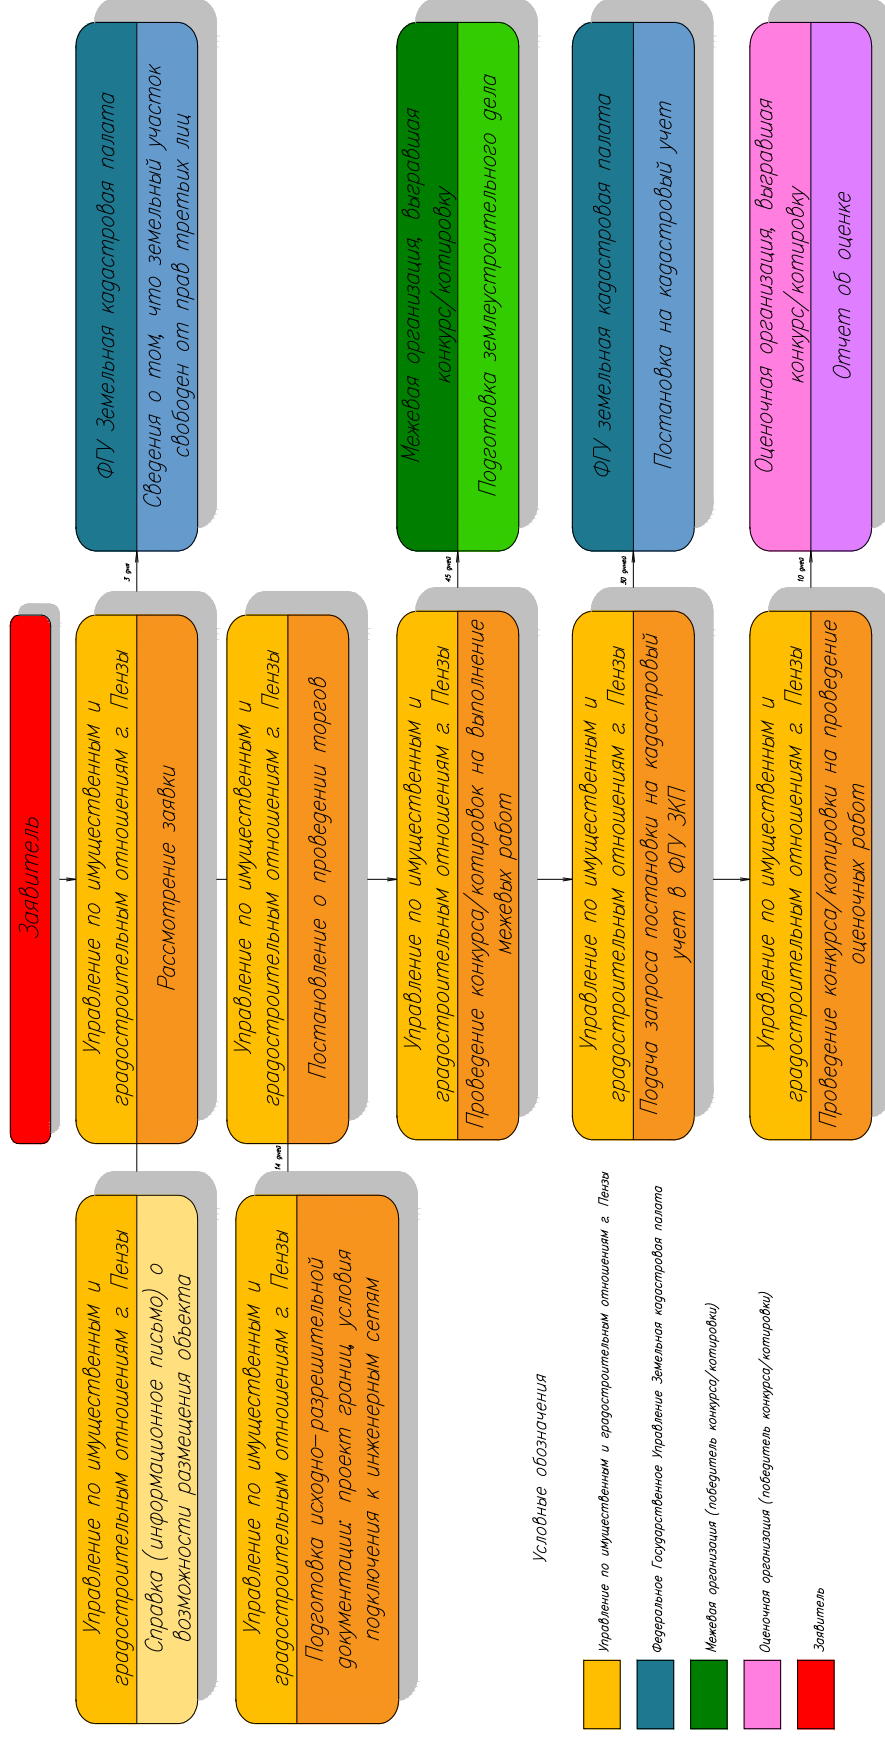 Заявитель
Управление по имущественным и
градостроительным отношениям г. Пензы
Справка (информационное письмо) о
возможности размещения объекта
Управление по имущественным и
градостроительным отношениям г. Пензы
Рассмотрение заявки
3 дня
ФГУ Земельная кадастровая палата
Сведения о том, что земельный участок
свободен от прав третьих лиц
Управление по имущественным и
градостроительным отношениям г. Пензы
Подготовка исходно-разрешительной
документации: проект границ, условия
подключения к инженерным сетям
14 дней
Управление по имущественным и
градостроительным отношениям г. Пензы
Постановление о проведении торгов
Управление по имущественным и
градостроительным отношениям г. Пензы
Проведение конкурса/котировок на выполнение
межевых работ
45 дней
Межевая организация, выгравшая
конкурс/котировку
Подготовка землеустроительного дела
Управление по имущественным и
градостроительным отношениям г. Пензы
Подача запроса постановки на кадастровый
учет в ФГУ ЗКП
30 дней
ФГУ земельная кадастровая палата
Постановка на кадастровый учет
Управление по имущественным и
градостроительным отношениям г. Пензы
Проведение конкурса/котировки на проведение
оценочных работ
10 дней
Оценочная организация, выгравшая
конкурс/котировку
Отчет об оценке
Условные обозначения
Управление по имущественным и градостроительным отношениям г. Пензы
Федеральное Государственное Управление Земельная кадастровая палата
Межевая организация (победитель конкурса/котировки)
Оценочная организация (победитель конкурса/котировки)
Заявитель